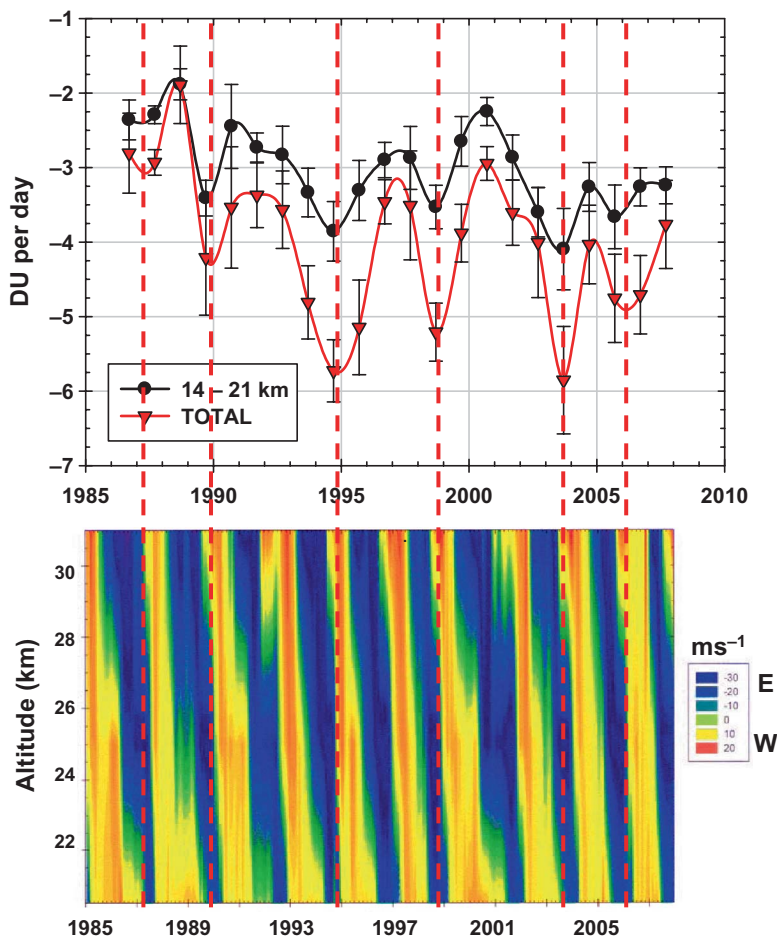 −1
−2
−3
−4
−5
−6
−7
DU per day
14 – 21 km
TOTAL
1985 1990 1995 2000 2005 2010
30
28
26
24
22
Altitude (km)
ms−1
-30 E
-20
-10
0
10 W
20
1985 1989 1993 1997 2001 2005